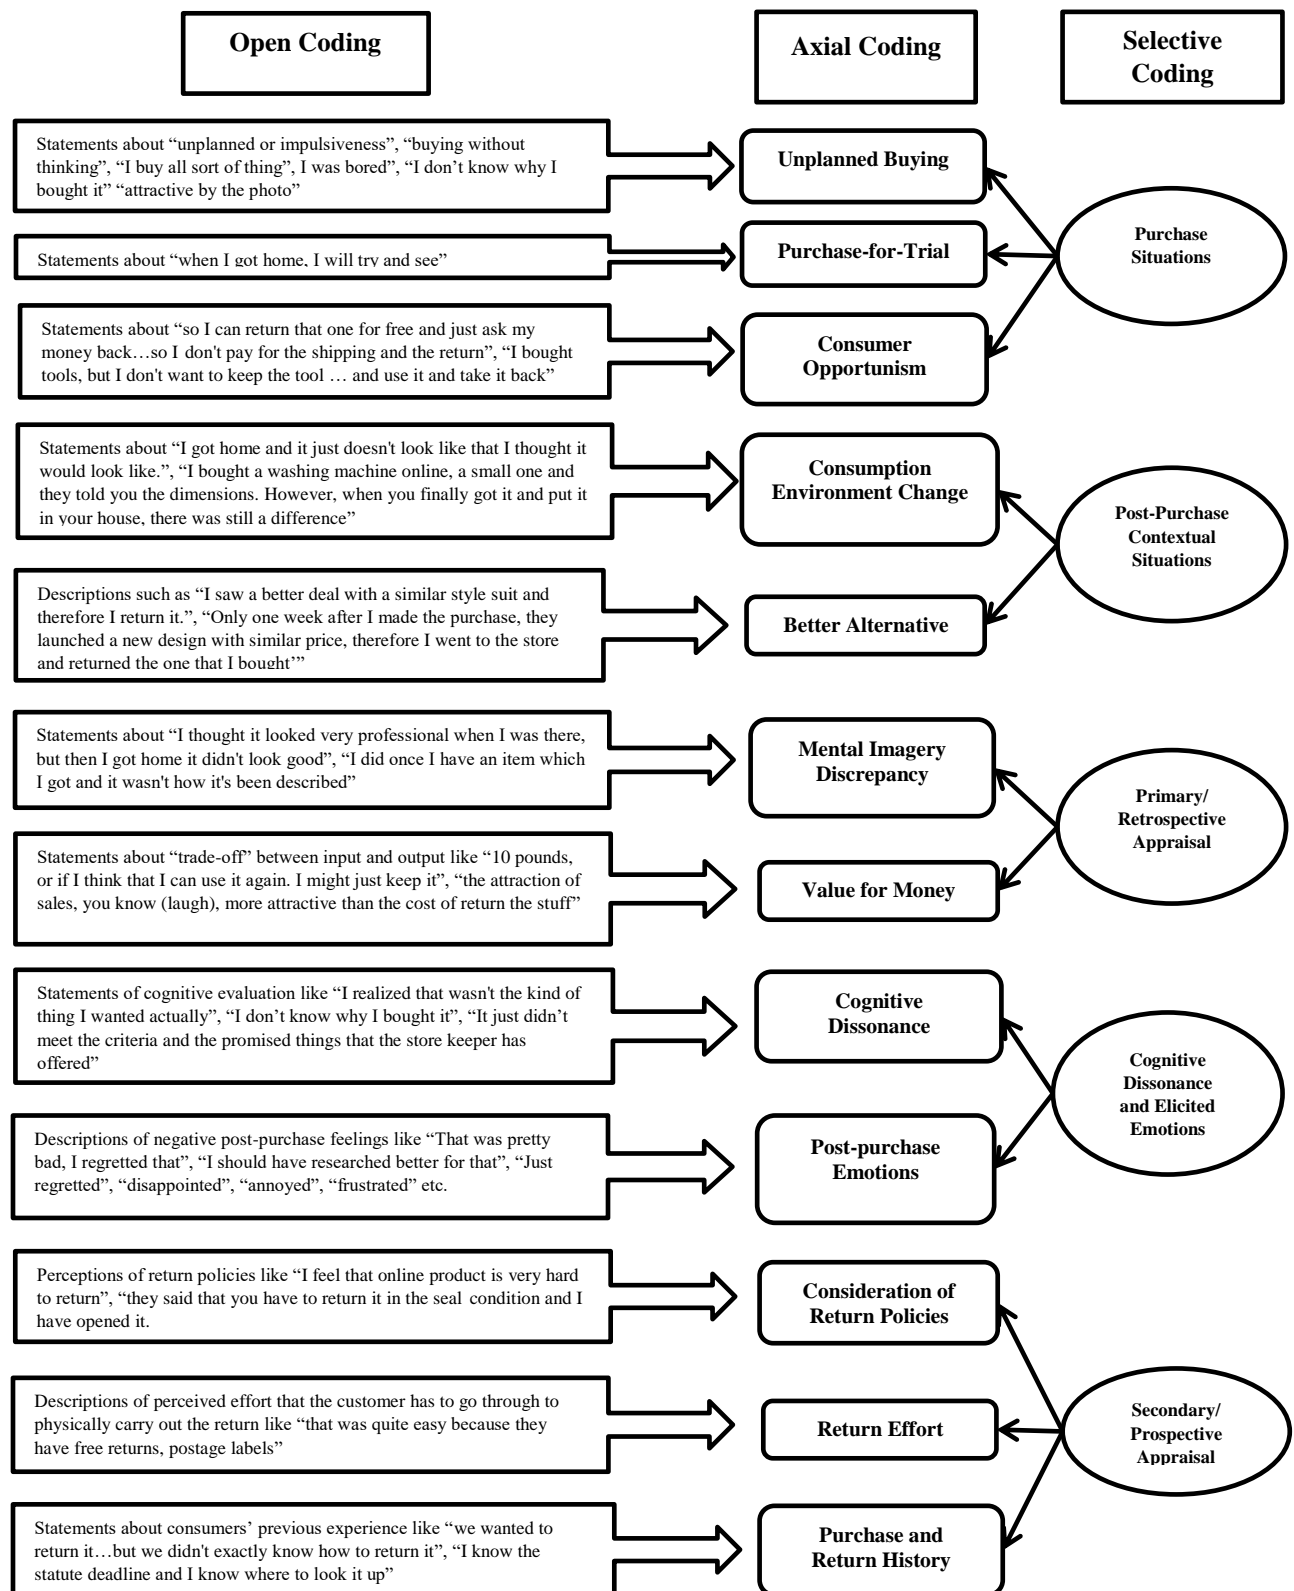 Open Coding
Axial Coding
Selective
Coding
Statements about “unplanned or impulsiveness”, “buying without
thinking”, “I buy all sort of thing”, I was bored”, “I don’t know why I
bought it” “attractive by the photo”
Unplanned Buying
Statements about “when I got home, I will try and see”
Purchase-for-Trial
Purchase
Situations
Statements about “so I can return that one for free and just ask my
money back…so I don't pay for the shipping and the return”, “I bought
tools, but I don't want to keep the tool … and use it and take it back”
Consumer
Opportunism
Statements about “I got home and it just doesn't look like that I thought it
would look like.”, “I bought a washing machine online, a small one and
they told you the dimensions. However, when you finally got it and put it
in your house, there was still a difference”
Consumption
Environment Change
Post-Purchase
Contextual
Situations
Descriptions such as “I saw a better deal with a similar style suit and
therefore I return it.”, “Only one week after I made the purchase, they
launched a new design with similar price, therefore I went to the store
and returned the one that I bought’”
Better Alternative
Statements about “I thought it looked very professional when I was there,
but then I got home it didn't look good”, “I did once I have an item which
I got and it wasn't how it's been described”
Mental Imagery
Discrepancy
Primary/
Retrospective
Appraisal
Statements about “trade-off” between input and output like “10 pounds,
or if I think that I can use it again. I might just keep it”, “the attraction of
sales, you know (laugh), more attractive than the cost of return the stuff”
Value for Money
Statements of cognitive evaluation like “I realized that wasn't the kind of
thing I wanted actually”, “I don’t know why I bought it”, “It just didn’t
meet the criteria and the promised things that the store keeper has
offered”
Cognitive
Dissonance
Cognitive
Dissonance
and Elicited
Emotions
Descriptions of negative post-purchase feelings like “That was pretty
bad, I regretted that”, “I should have researched better for that”, “Just
regretted”, “disappointed”, “annoyed”, “frustrated” etc.
Post-purchase
Emotions
Perceptions of return policies like “I feel that online product is very hard
to return”, “they said that you have to return it in the seal condition and I
have opened it.
Consideration of
Return Policies
Descriptions of perceived effort that the customer has to go through to
physically carry out the return like “that was quite easy because they
have free returns, postage labels”
Return Effort
Secondary/
Prospective
Appraisal
Statements about consumers’ previous experience like “we wanted to
return it…but we didn't exactly know how to return it”, “I know the
statute deadline and I know where to look it up”
Purchase and
Return History